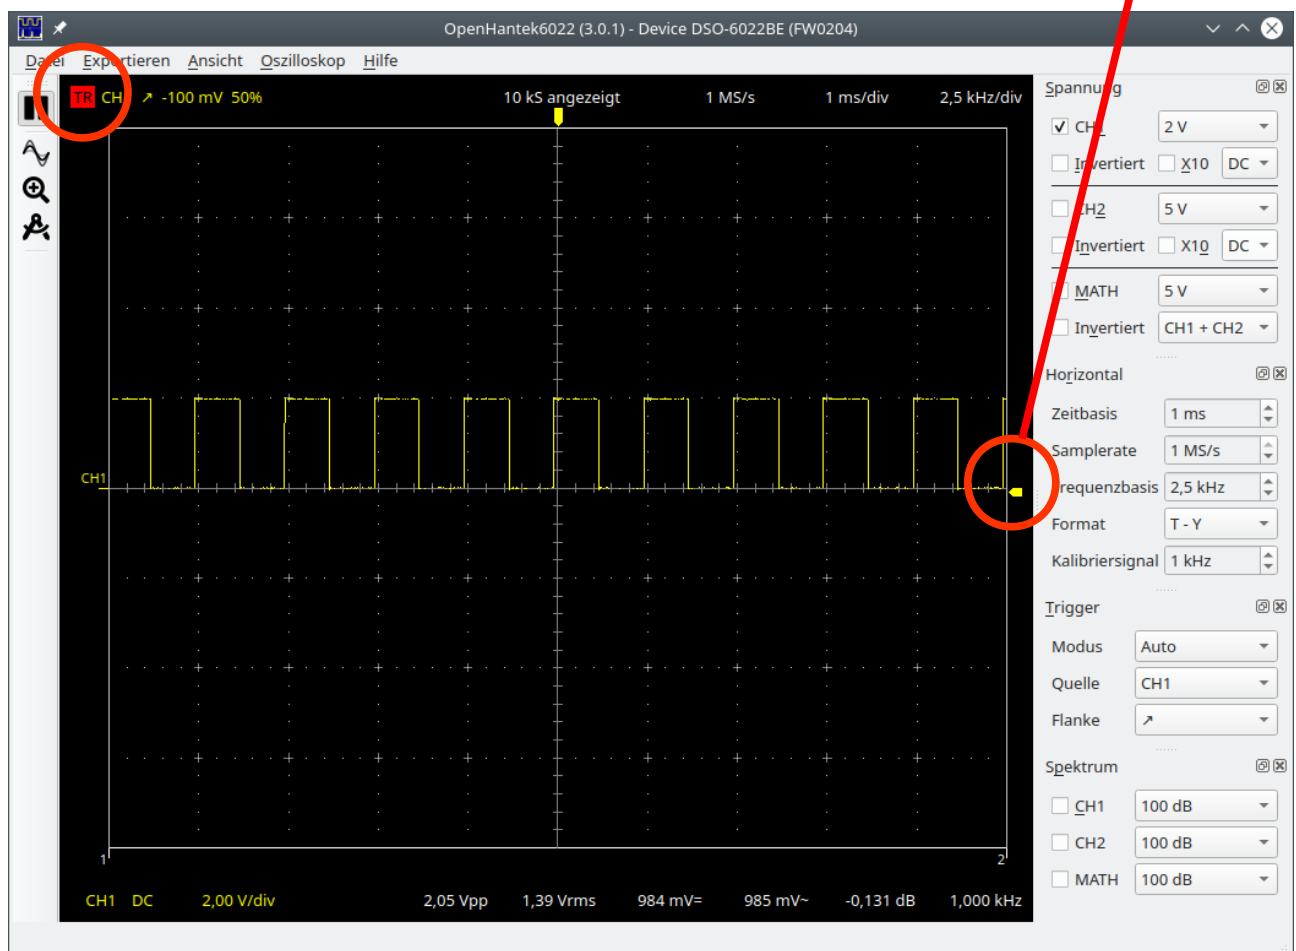 OpenHantek6022 (3.0.1) - Device DSO-6022BE (FW0204)
Datei Exportieren Ansicht Oszilloskop Hilfe
TR CH ↗ -100 mV 50% 10 kS angezeigt 1 MS/s 1 ms/div 2,5 kHz/div
CH1
1 2
CH1 DC 2,00 V/div 2,05 Vpp 1,39 Vrms 984 mV= 985 mV~ -0,131 dB 1,000 kHz
Spannung
CH1 2 V
Invertiert X10 DC
CH2 5 V
Invertiert X10 DC
MATH 5 V
Invertiert CH1 + CH2
Horizontal
Zeitbasis 1 ms
Samplerate 1 MS/s
Frequenzbasis 2,5 kHz
Format T - Y
Kalibriersignal 1 kHz
Trigger
Modus Auto
Quelle CH1
Flanke ↗
Spektrum
CH1 100 dB
CH2 100 dB
MATH 100 dB